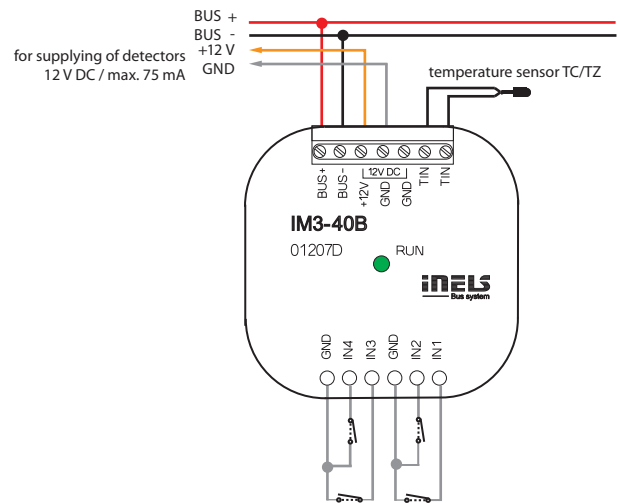 BUS +
BUS -
+12 V
GND
for supplying of detectors
12 V DC / max. 75 mA
temperature sensor TC/TZ
BUS+
BUS-
+12V
12V DC
GND
GND
TIN
TIN
IM3-40B
01207D
RUN
iNELS
Bus system
GND
IN4
IN3
GND
IN2
IN1